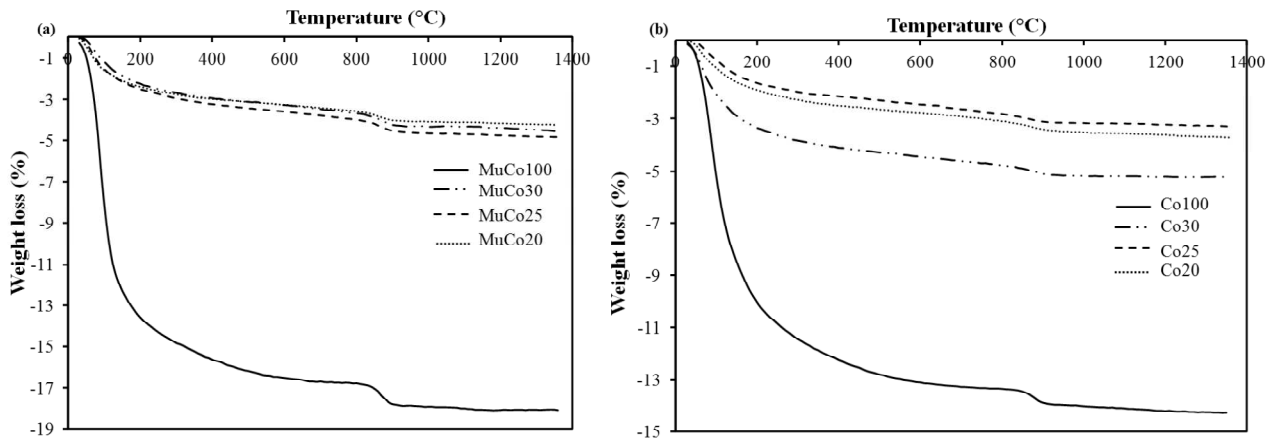 Temperature (°C)
(a)
0 200 400 600 800 1000 1200 1400
-1
-3
-5
-7
-9
-11
-13
-15
-17
-19
Weight loss (%)
MuCo100
MuCo30
MuCo25
MuCo20
Temperature (°C)
(b)
0 200 400 600 800 1000 1200 1400
-1
-3
-5
-7
-9
-11
-13
-15
Weight loss (%)
Co100
Co30
Co25
Co20